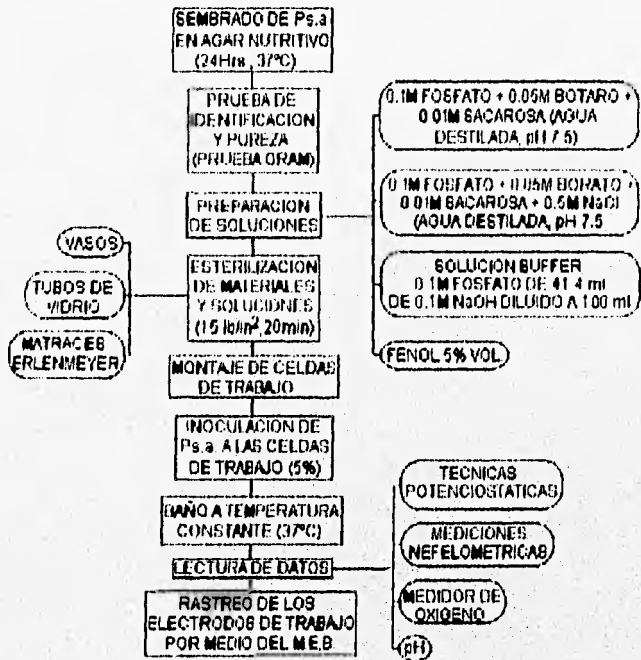 SEMBRADO DE Ps.a
EN AGAR NUTRITIVO
(24Hrs, 37ºC)
PRUEBA DE
IDENTIFICACION
Y PUREZA
(PRUEBA GRAM)
PREPARACION
DE SOLUCIONES
0.1M FOSFATO + 0.05M BOTARO +
0.01M SACAROSA (AGUA
DESTILADA, pH 7.5)
0.1M FOSFATO + 0.05M BORATO +
0.01M SACAROSA + 0.5M NaCl
(AGUA DESTILADA, pH 7.5
SOLUCION BUFFER
0.1M FOSFATO DE 41.4 ml
DE 0.1M NaOH DILUIDO A 100 ml
FENOL 5% VOL
ESTERILIZACION
DE MATERIALES
Y SOLUCIONES
(15 lb/in², 20min)
VASOS
TUBOS DE
VIDRIO
MATRACES
ERLENMEYER
MONTAJE DE CELDAS
DE TRABAJO
INOCULACION DE
Ps.a. A LAS CELDAS
DE TRABAJO (5%)
BAÑO A TEMPERATURA
CONSTANTE (37ºC)
LECTURA DE DATOS
TECNICAS
POTENCIOSTATICAS
MEDICIONES
NEFELOMETRICAS
MEDIDOR DE
OXIGENO
pH
RASTREO DE LOS
ELECTRODOS DE TRABAJO
POR MEDIO DEL M.E.B